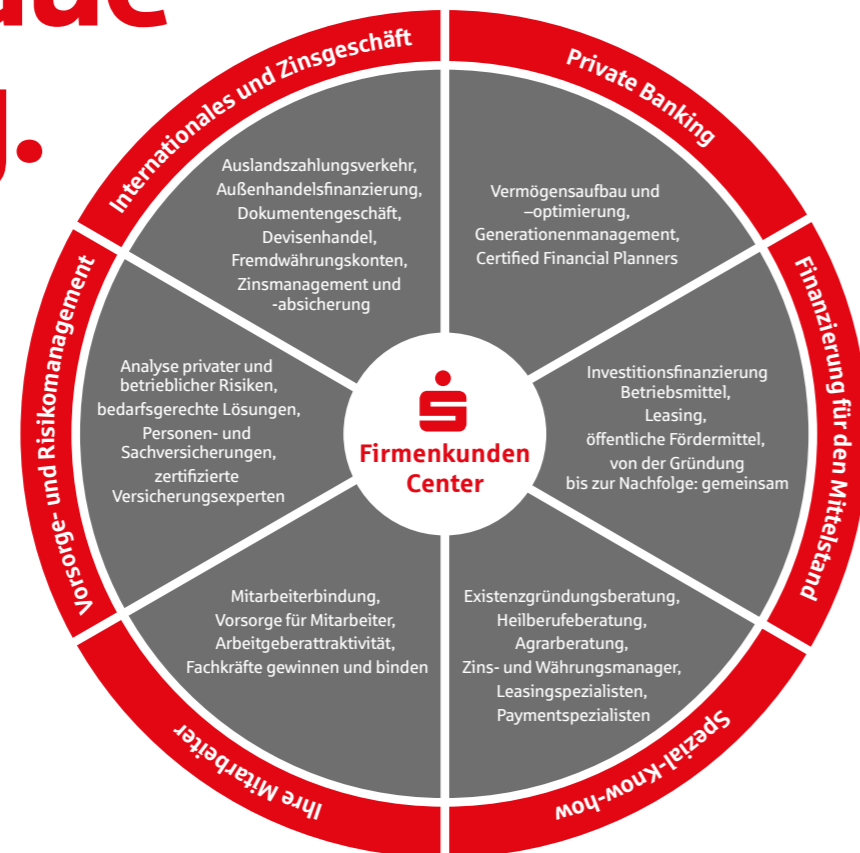 g.
Internationales und Zinsgeschäft
Auslandszahlungsverkehr,
Außenhandelsfinanzierung,
Dokumentengeschäft,
Devisenhandel,
Fremdwährungskonten,
Zinsmanagement und
-absicherung
Private Banking
Vermögensaufbau und
–optimierung,
Generationenmanagement,
Certified Financial Planners
Finanzierung für den Mittelstand
Investitionsfinanzierung
Betriebsmittel,
Leasing,
öffentliche Fördermittel,
von der Gründung
bis zur Nachfolge: gemeinsam
Spezial-Know-how
Existenzgründungsberatung,
Heilberufeberatung,
Agrarberatung,
Zins- und Währungsmanager,
Leasingspezialisten,
Paymentspezialisten
Ihre Mitarbeiter
Mitarbeiterbindung,
Vorsorge für Mitarbeiter,
Arbeitgeberattraktivität,
Fachkräfte gewinnen und binden
Vorsorge- und Risikomanagement
Analyse privater und
betrieblicher Risiken,
bedarfsgerechte Lösungen,
Personen- und
Sachversicherungen,
zertifizierte
Versicherungsexperten
Firmenkunden
Center